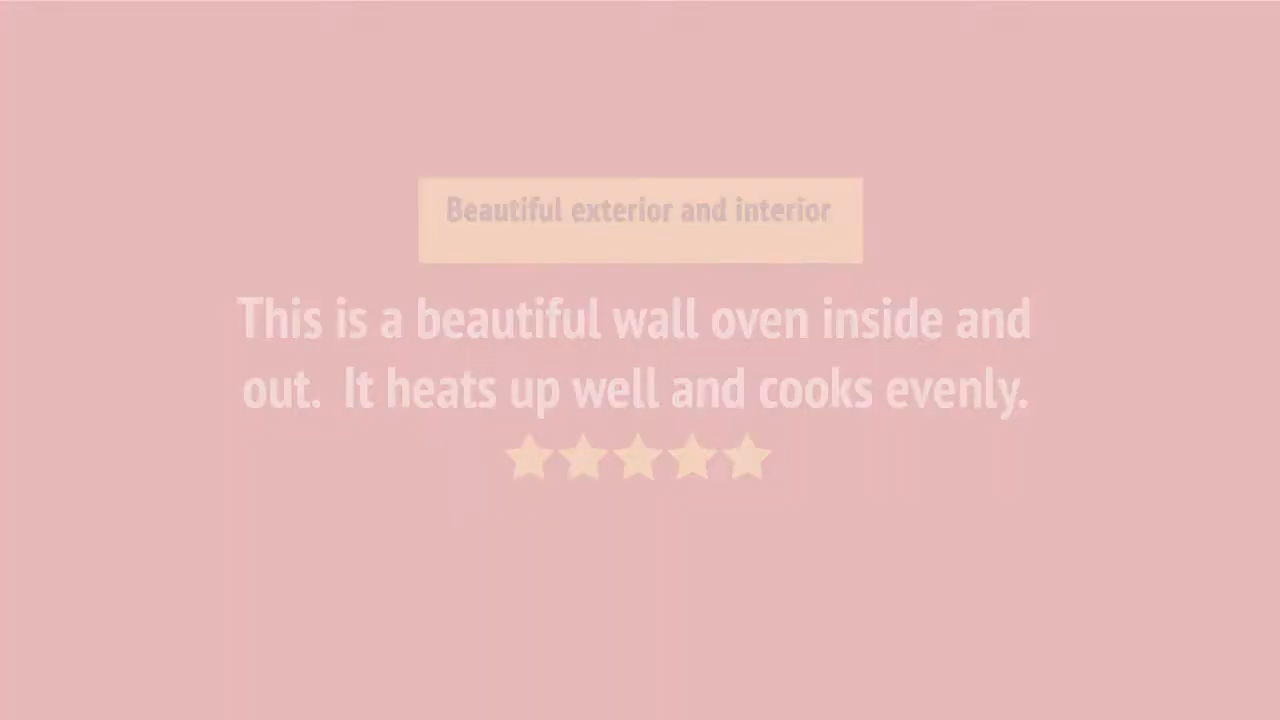 Beautiful exterior and interior
This is a beautiful wall oven inside and
out.  It heats up well and cooks evenly.